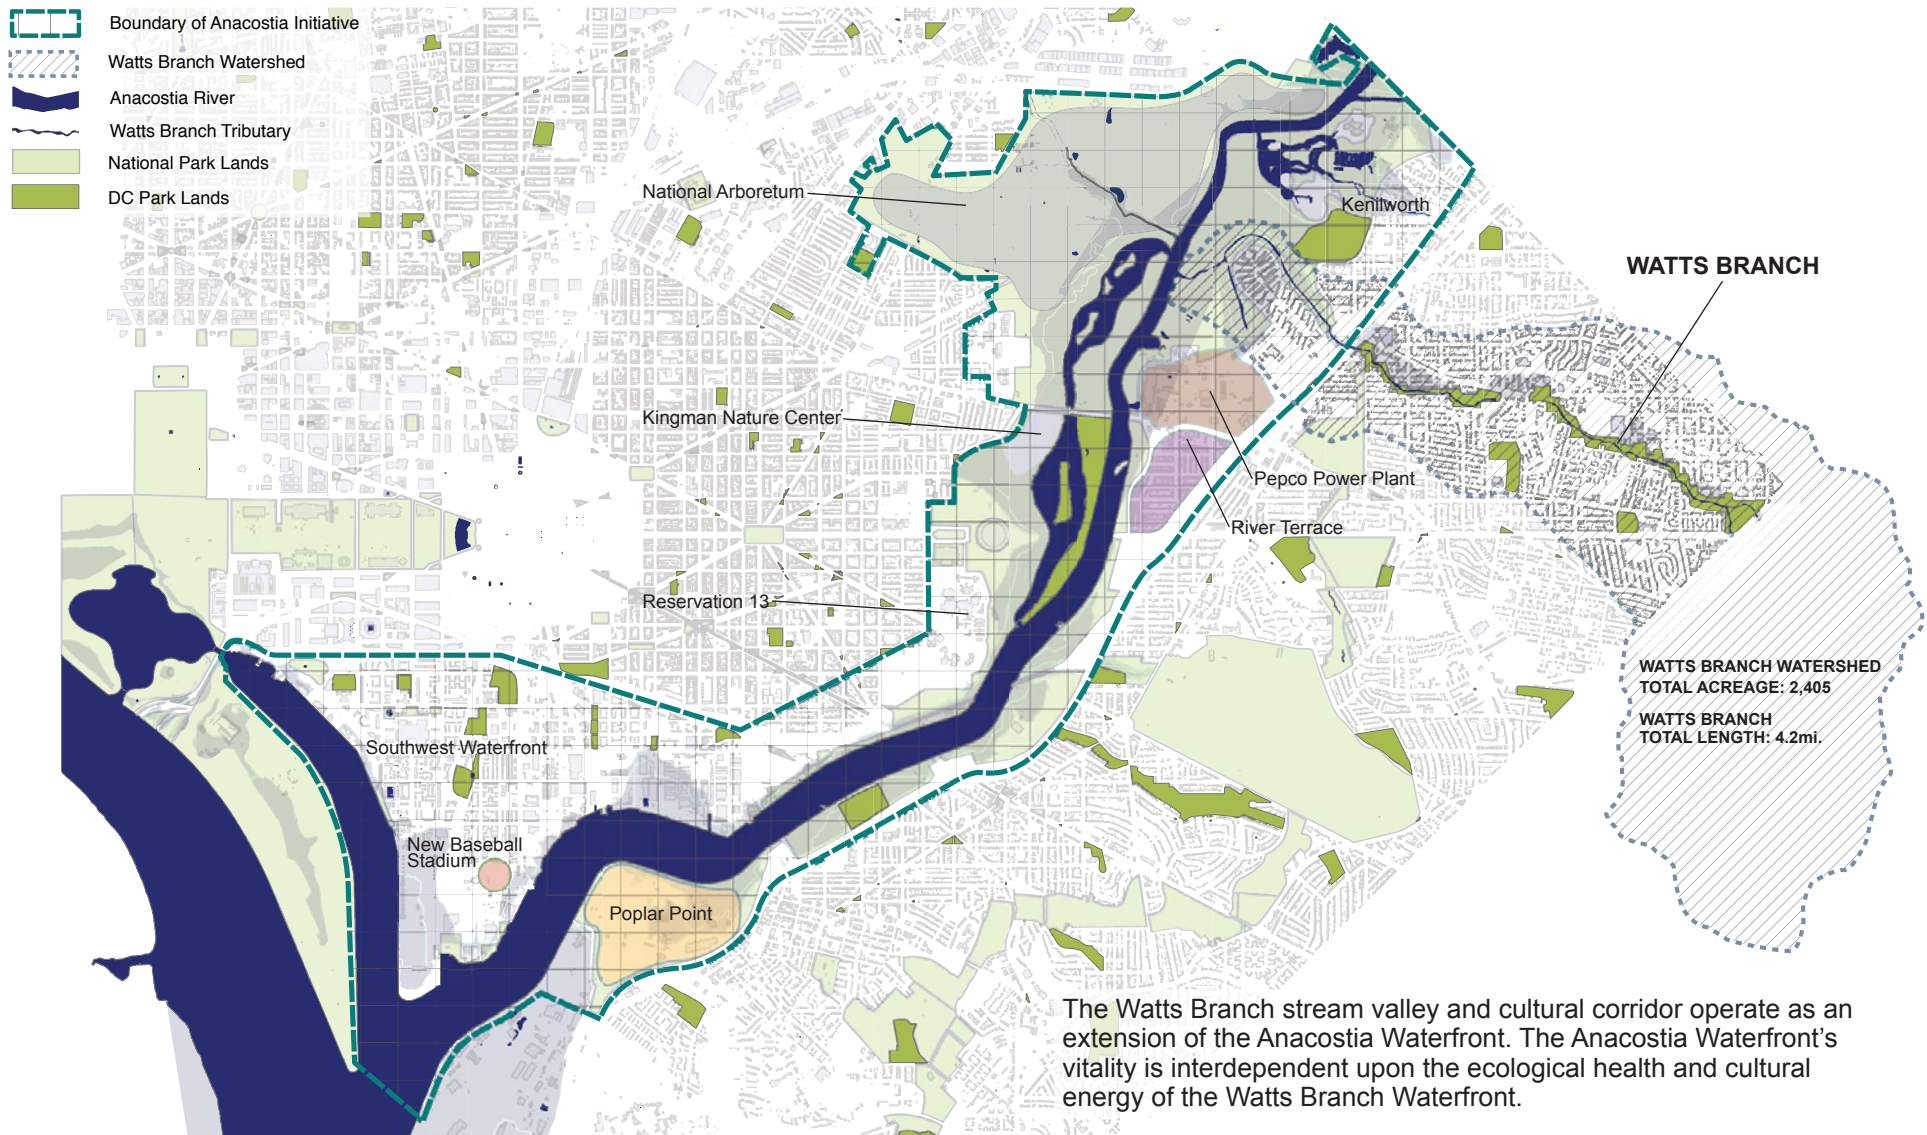 Boundary of Anacostia Initiative
Watts Branch Watershed
Anacostia River
Watts Branch Tributary
National Park Lands
DC Park Lands
National Arboretum
Kenilworth
WATTS BRANCH
Kingman Nature Center
Pepco Power Plant
River Terrace
Reservation 13
WATTS BRANCH WATERSHED
TOTAL ACREAGE: 2,405
WATTS BRANCH
TOTAL LENGTH: 4.2mi.
Southwest Waterfront
New Baseball
Stadium
Poplar Point
The Watts Branch stream valley and cultural corridor operate as an
extension of the Anacostia Waterfront. The Anacostia Waterfront’s
vitality is interdependent upon the ecological health and cultural
energy of the Watts Branch Waterfront.